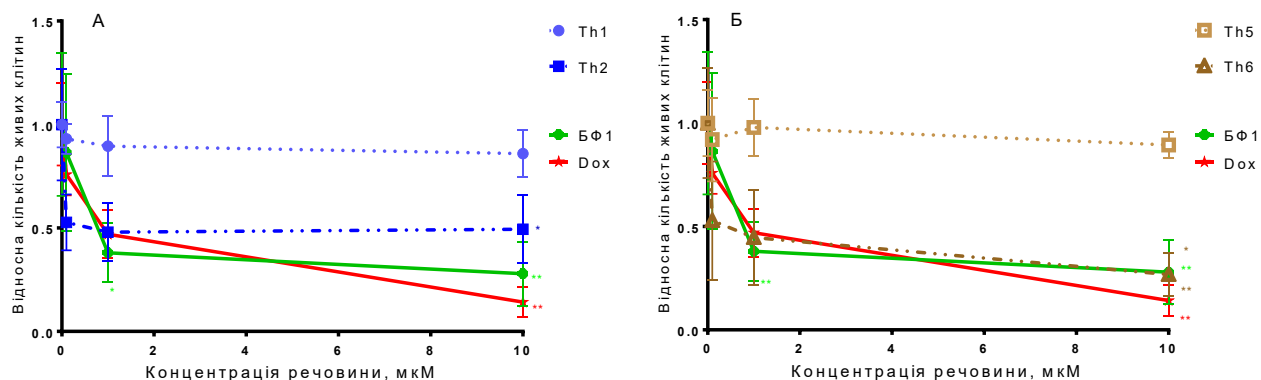 А
Відносна кількість живих клітин
1.5
1.0
0.5
0.0
0 2 4 6 8 10
Концентрація речовини, мкМ
Th1
Th2
БФ1
Dox
*
**
**
*
Б
Відносна кількість живих клітин
1.5
1.0
0.5
0.0
0 2 4 6 8 10
Концентрація речовини, мкМ
Th5
Th6
БФ1
Dox
*
**
**
**
**